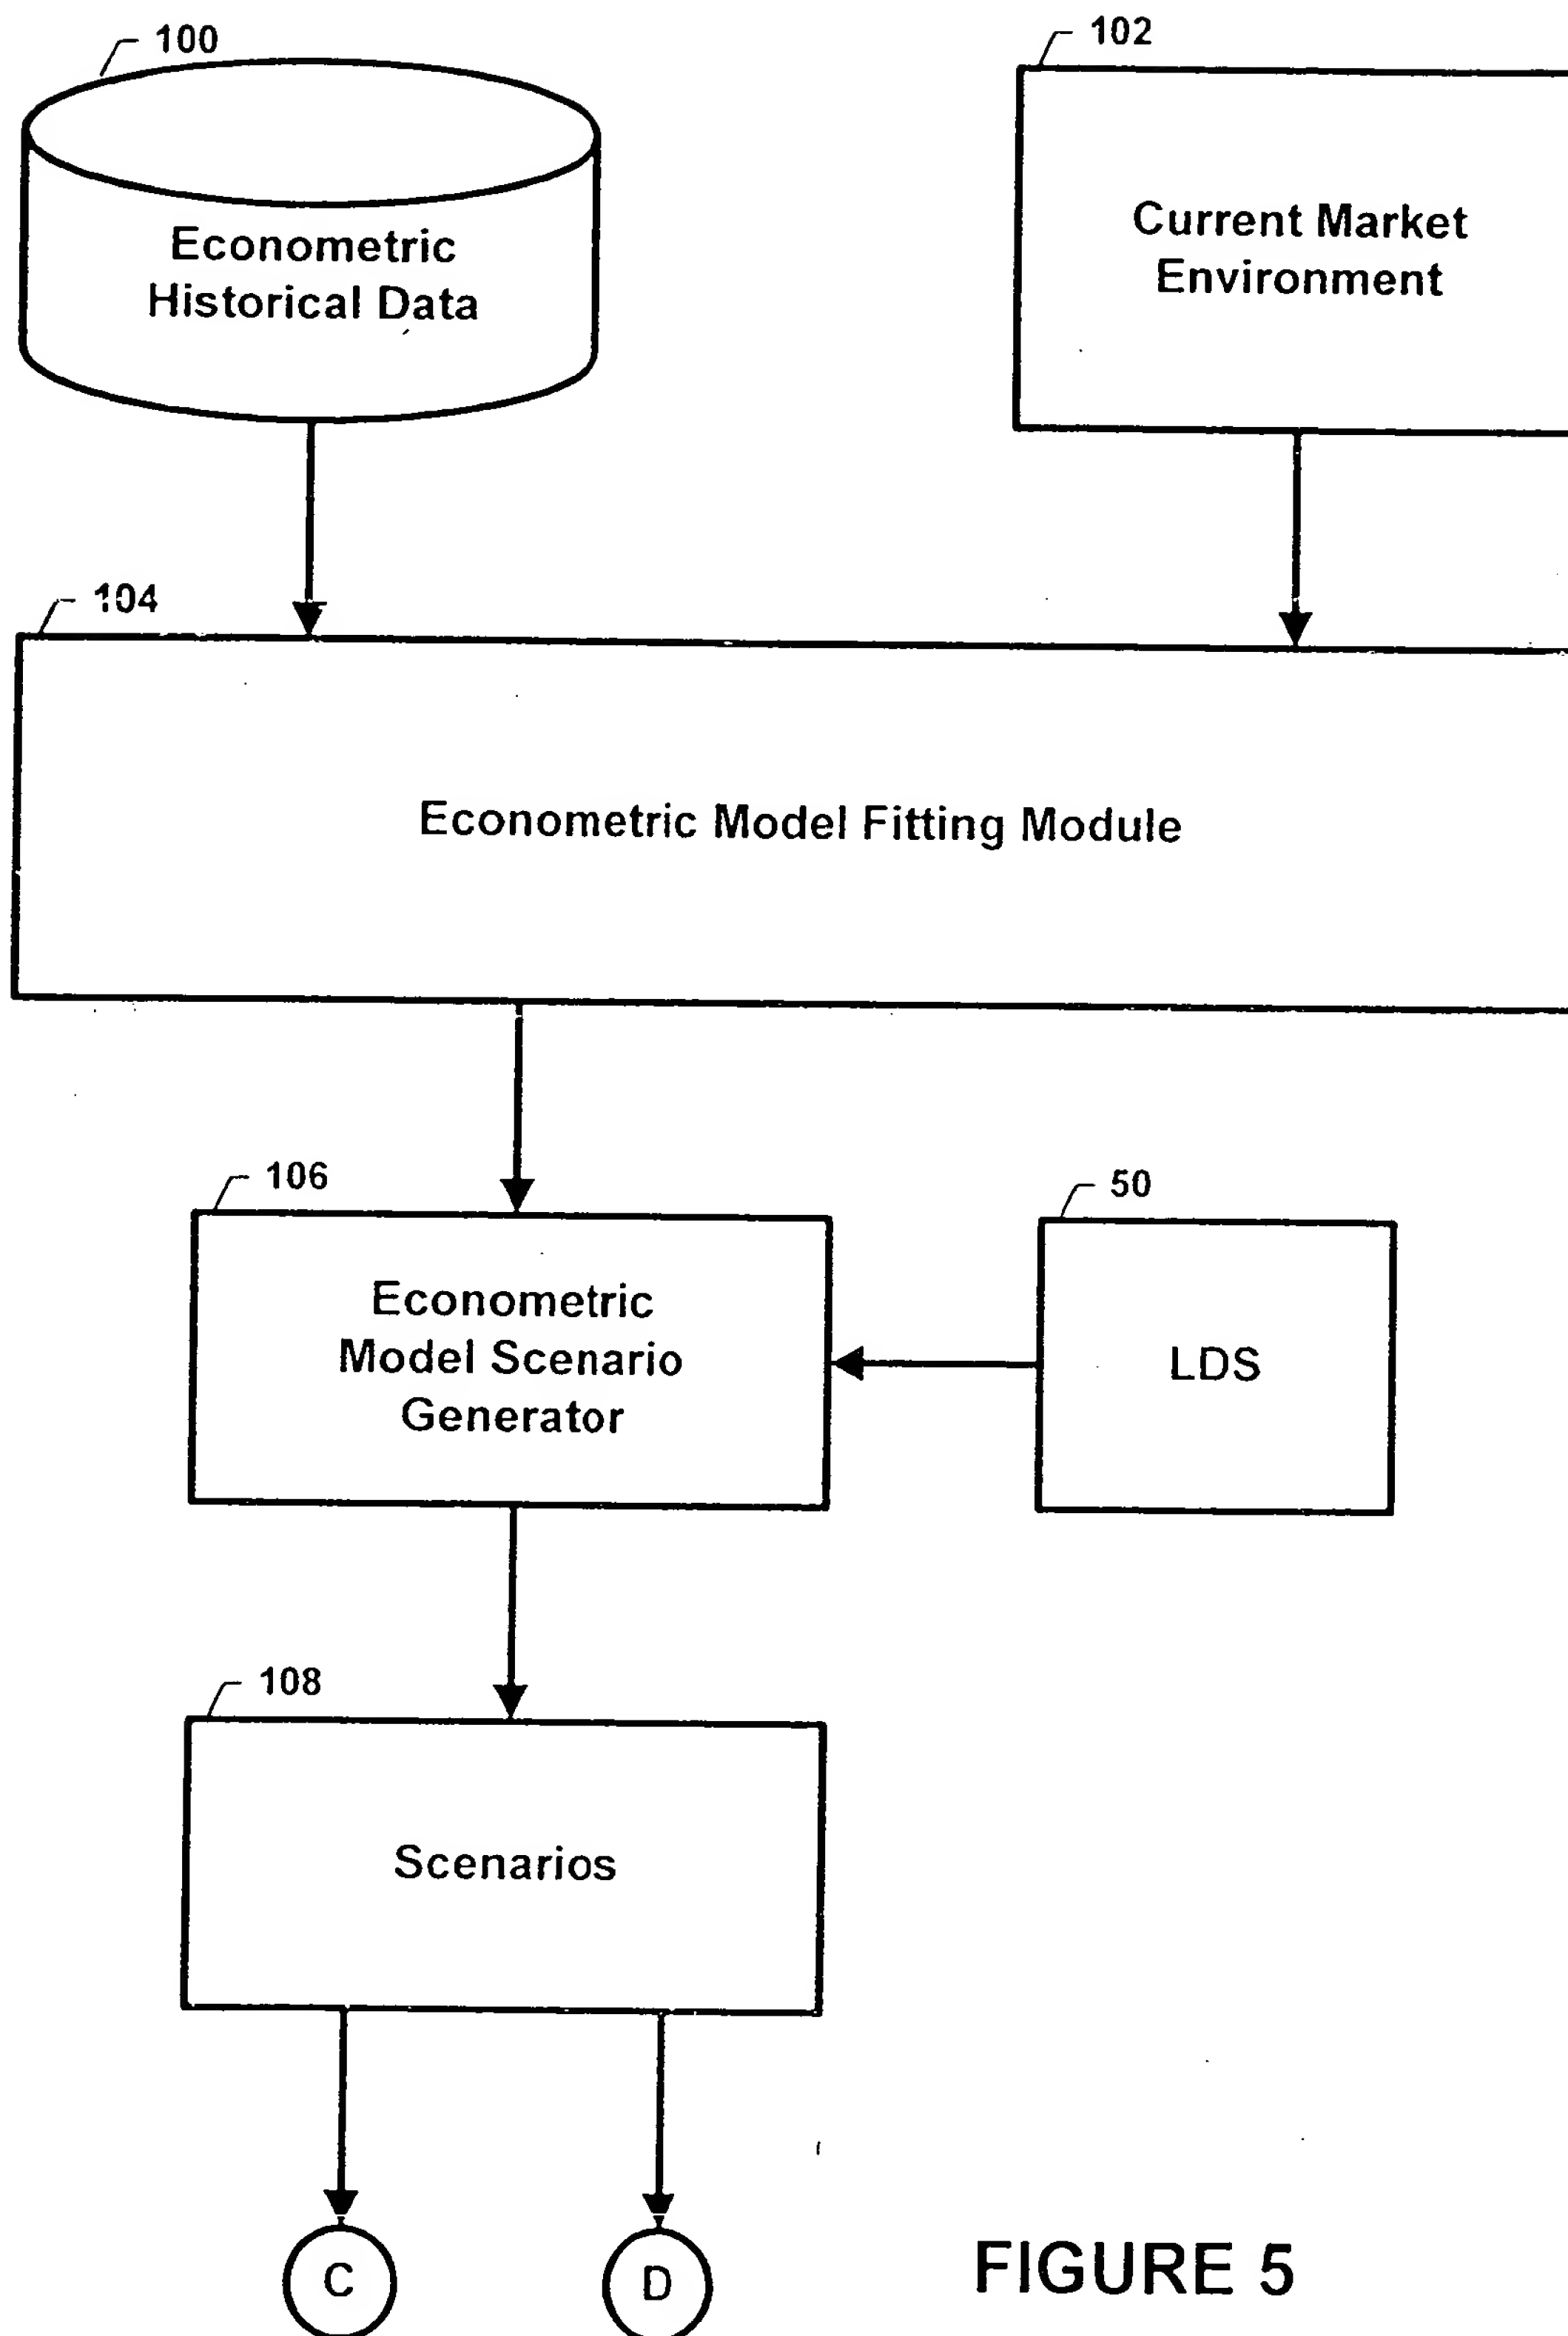 100
102
Econometric
Historical Data
Current Market
Environment
104
Econometric Model Fitting Module
106
50
Econometric
Model Scenario
Generator
LDS
108
Scenarios
C
D
FIGURE 5